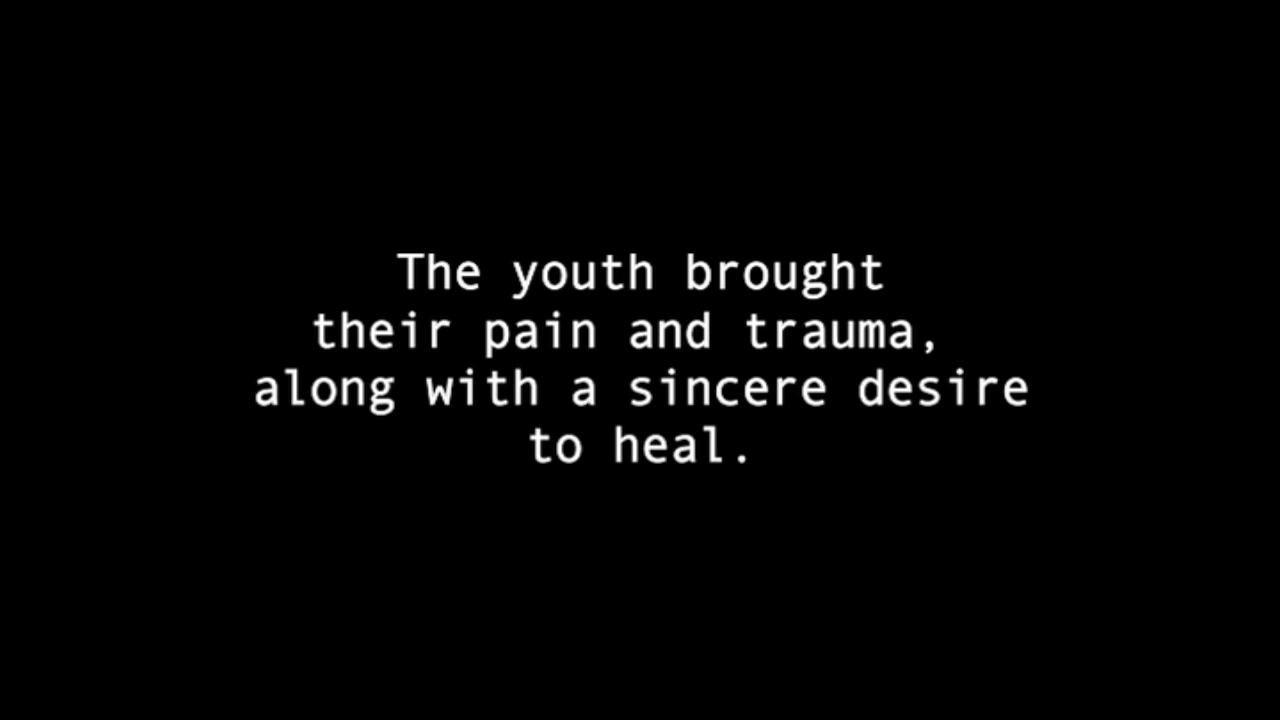 The youth brought
their pain and trauma,
along with a sincere desire
to heal.